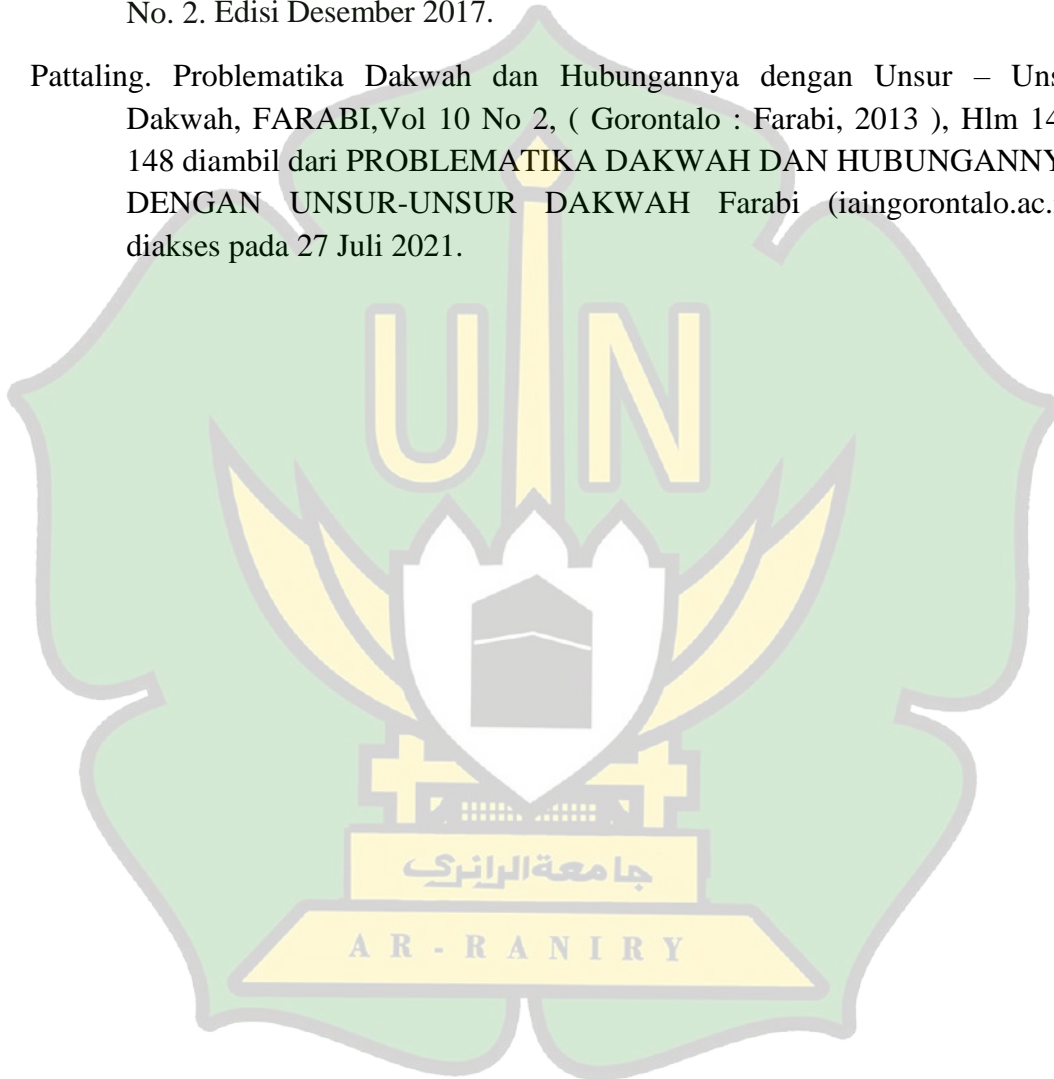 No. 2. Edisi Desember 2017.
Pattaling. Problematika Dakwah dan Hubungannya dengan Unsur – Uns
Dakwah, FARABI,Vol 10 No 2, ( Gorontalo : Farabi, 2013 ), Hlm 14
148 diambil dari PROBLEMATIKA DAKWAH DAN HUBUNGANNY
DENGAN UNSUR-UNSUR DAKWAH Farabi (iaingorontalo.ac.
diakses pada 27 Juli 2021.
UIN
جامعةالرانري
AR-RANIRY